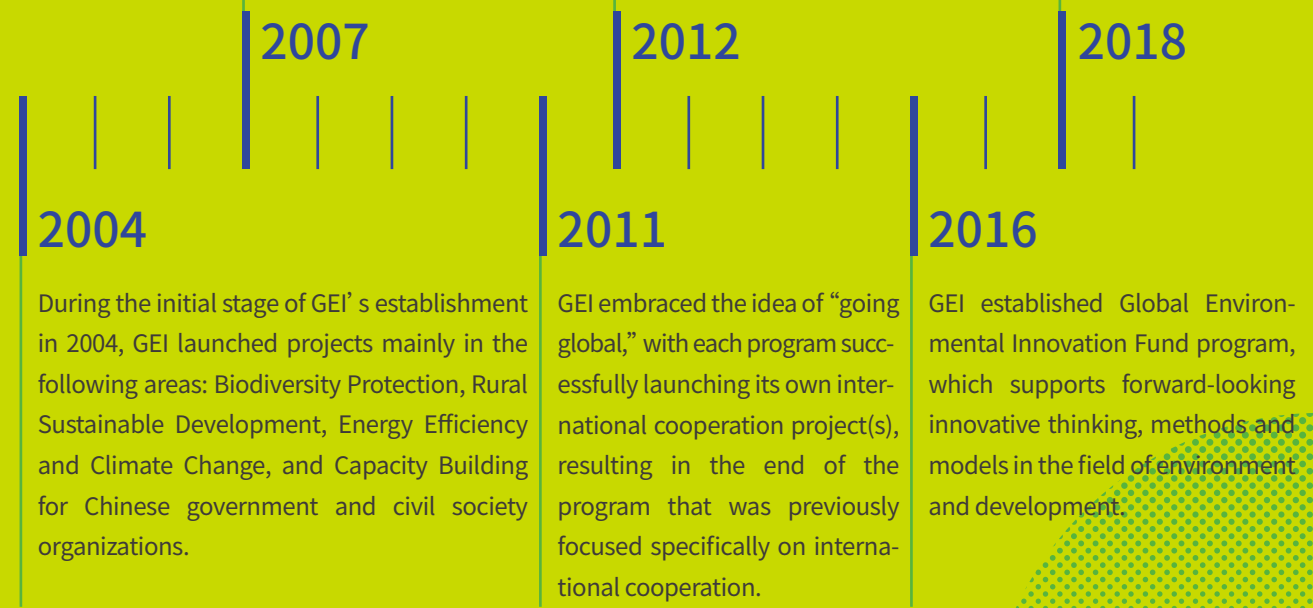 2007
2012
2018
2004
During the initial stage of GEI’ s establishment
in 2004, GEI launched projects mainly in the
following areas: Biodiversity Protection, Rural
Sustainable Development, Energy Efficiency
and Climate Change, and Capacity Building
for Chinese government and civil society
organizations.
2011
GEI embraced the idea of “going
global,” with each program succ-
essfully launching its own inter-
national cooperation project(s),
resulting in the end of the
program that was previously
focused specifically on interna-
tional cooperation.
2016
GEI established Global Environ-
mental Innovation Fund program,
which supports forward-looking
innovative thinking, methods and
models in the field of environment
and development.